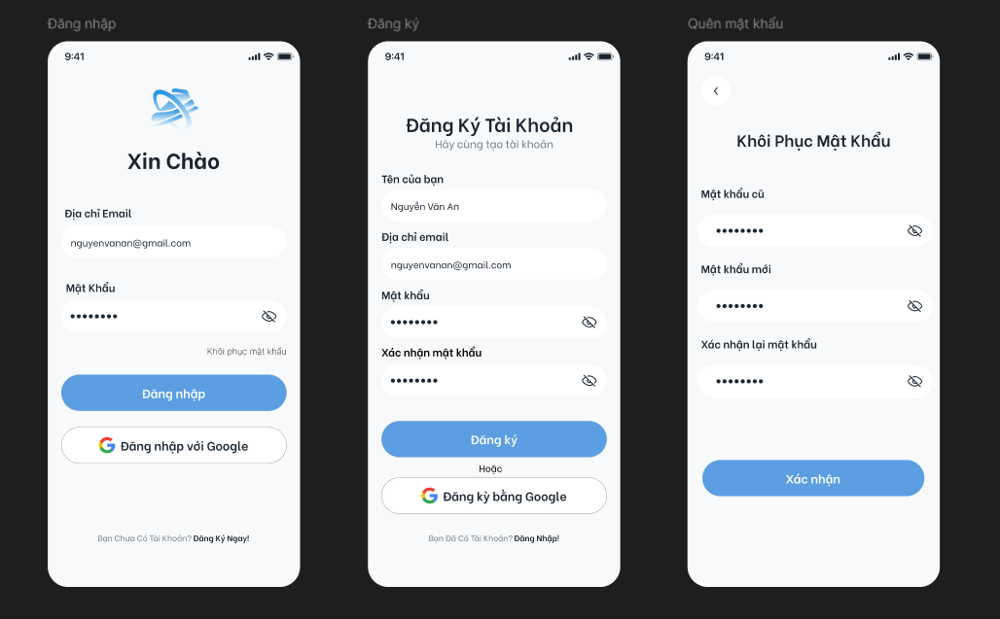 Đăng nhập
9:41
Xin Chào
Địa chỉ Email
nguyenvanan@gmail.com
Mật Khẩu
Khôi phục mật khẩu
Đăng nhập
Đăng nhập với Google
Bạn Chưa Có Tài Khoản? Đăng Ký Ngay!
Đăng ký
9:41
Đăng Ký Tài Khoản
Hãy cùng tạo tài khoản
Tên của bạn
Nguyễn Văn An
Địa chỉ email
nguyenvanan@gmail.com
Mật khẩu
Xác nhận mật khẩu
Đăng ký
Hoặc
Đăng kỳ bằng Google
Bạn Đã Có Tài Khoản? Đăng Nhập!
Quên mật khẩu
9:41
Khôi Phục Mật Khẩu
Mật khẩu cũ
Mật khẩu mới
Xác nhận lại mật khẩu
Xác nhận